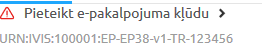 Pieteikt e-pakalpojuma kļūdu
URN:IVIS:100001:EP-EP38-v1-TR-123456